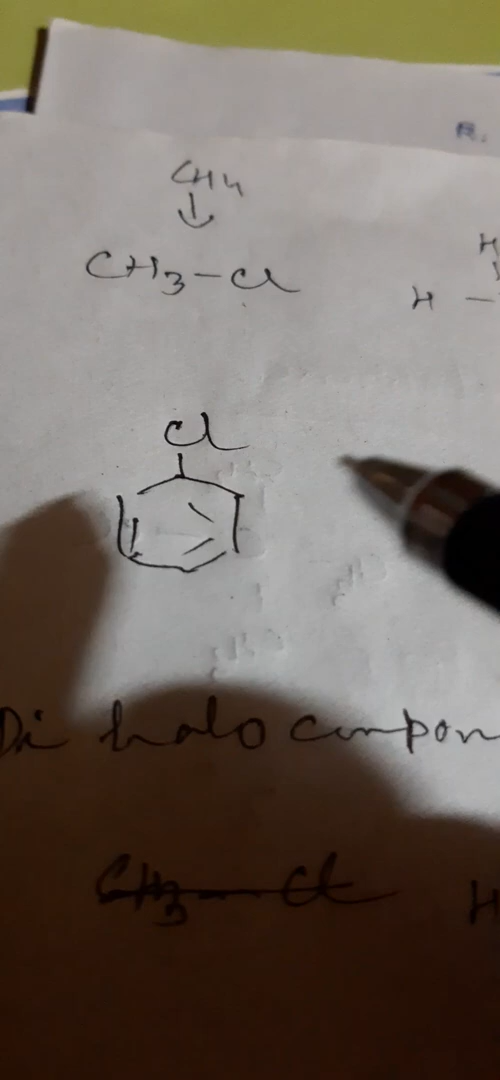 R.
CH4
CH3-Cl
H
H -
Cl
Di halo compon
CH3-Cl H